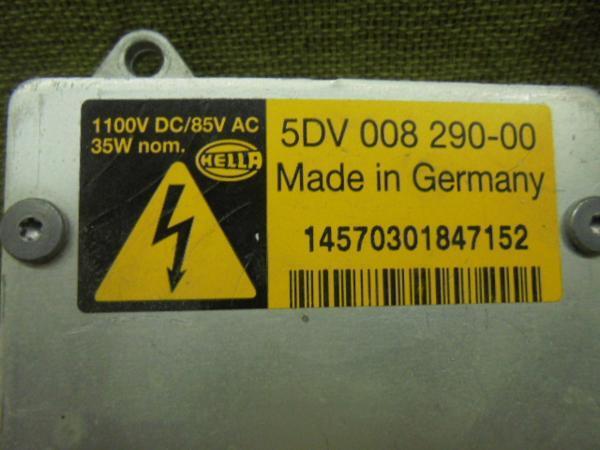 1100V DC/85V AC
35W nom.
HELLA
5DV 008 290-00
Made in Germany
14570301847152